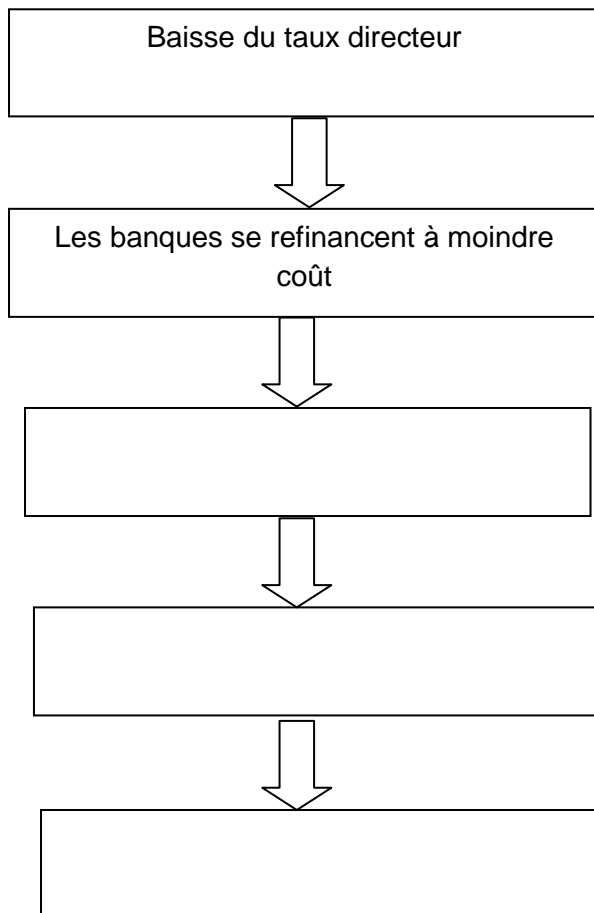 Baisse du taux directeur
Les banques se refinancent à moindre
coût